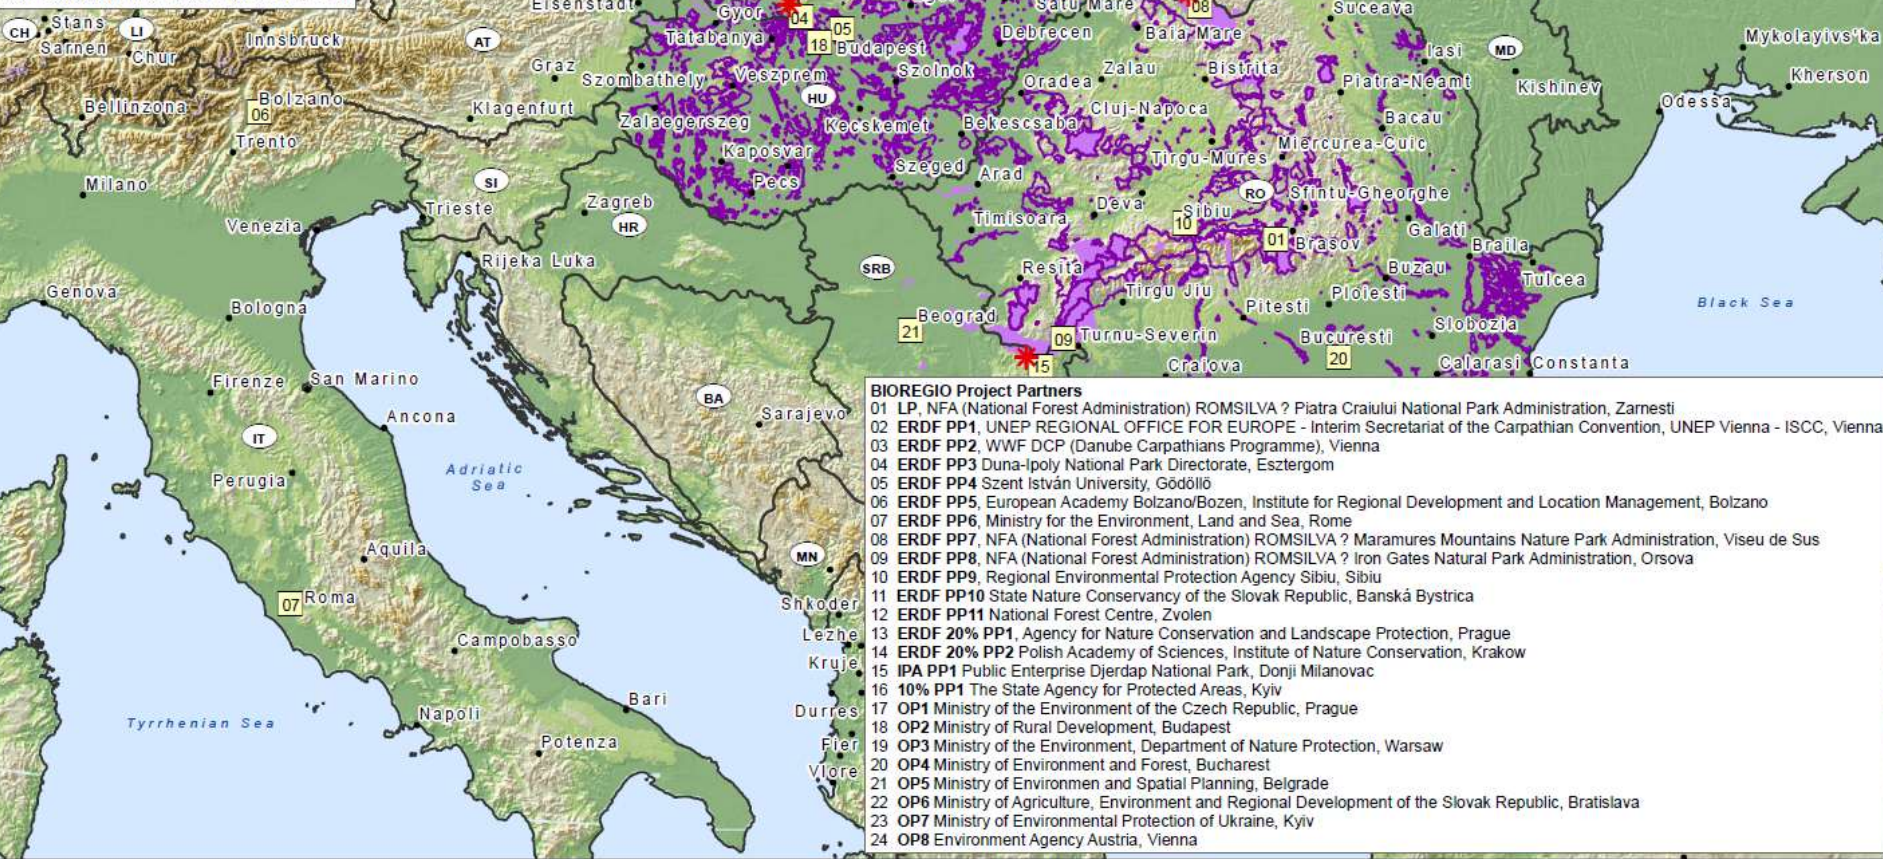 Eisenstadt
Satu Mare
08
Suceava
Stans
CH
LI
Gyor
04
05
Sarnen
Innsbruck
AT
Tatabanya
18
Budapest
Debrecen
Baia Mare
Iasi
MD
Mykolayivs'ka
Chur
Graz
Szombathely
Veszprem
Szolnok
Oradea
Zalau
Bistrita
Piatra-Neamt
Kishinev
Kherson
Bellinzona
Bolzano
06
Klagenfurt
HU
Cluj-Napoca
Odessa
Trento
Zalaegerszeg
Kecskemet
Bekescsaba
Bacau
Kaposvar
Tirgu-Mures
Miercurea-Cuic
Milano
SI
Pecs
Szeged
Arad
RO
Sfintu-Gheorghe
Trieste
Zagreb
Deva
Sibiu
10
Venezia
HR
Timisoara
Galati
01
Brasov
Braila
Rijeka Luka
SRB
Resita
Buzau
Tulcea
Genova
Tirgu Jiu
Ploiesti
Pitesti
Black Sea
Bologna
Beograd
21
09
Turnu-Severin
Bucuresti
Slobozia
20
15
Craiova
Calarasi
Constanta
Firenze
San Marino
BA
Sarajevo
Ancona
IT
Perugia
Adriatic
Sea
Aquila
MN
07
Roma
Shkoder
Campobasso
Lezhe
Kruje
Bari
Tyrrhenian Sea
Napoli
Durres
Potenza
Fier
Vlore
BIOREGIO Project Partners
01 LP, NFA (National Forest Administration) ROMSILVA ? Piatra Craiului National Park Administration, Zarnesti
02 ERDF PP1, UNEP REGIONAL OFFICE FOR EUROPE - Interim Secretariat of the Carpathian Convention, UNEP Vienna - ISCC, Vienna
03 ERDF PP2, WWF DCP (Danube Carpathians Programme), Vienna
04 ERDF PP3 Duna-Ipoly National Park Directorate, Esztergom
05 ERDF PP4 Szent István University, Gödöllö
06 ERDF PP5, European Academy Bolzano/Bozen, Institute for Regional Development and Location Management, Bolzano
07 ERDF PP6, Ministry for the Environment, Land and Sea, Rome
08 ERDF PP7, NFA (National Forest Administration) ROMSILVA ? Maramures Mountains Nature Park Administration, Viseu de Sus
09 ERDF PP8, NFA (National Forest Administration) ROMSILVA ? Iron Gates Natural Park Administration, Orsova
10 ERDF PP9, Regional Environmental Protection Agency Sibiu, Sibiu
11 ERDF PP10 State Nature Conservancy of the Slovak Republic, Banská Bystrica
12 ERDF PP11 National Forest Centre, Zvolen
13 ERDF 20% PP1, Agency for Nature Conservation and Landscape Protection, Prague
14 ERDF 20% PP2 Polish Academy of Sciences, Institute of Nature Conservation, Krakow
15 IPA PP1 Public Enterprise Djerdap National Park, Donji Milanovac
16 10% PP1 The State Agency for Protected Areas, Kyiv
17 OP1 Ministry of the Environment of the Czech Republic, Prague
18 OP2 Ministry of Rural Development, Budapest
19 OP3 Ministry of the Environment, Department of Nature Protection, Warsaw
20 OP4 Ministry of Environment and Forest, Bucharest
21 OP5 Ministry of Environmen and Spatial Planning, Belgrade
22 OP6 Ministry of Agriculture, Environment and Regional Development of the Slovak Republic, Bratislava
23 OP7 Ministry of Environmental Protection of Ukraine, Kyiv
24 OP8 Environment Agency Austria, Vienna